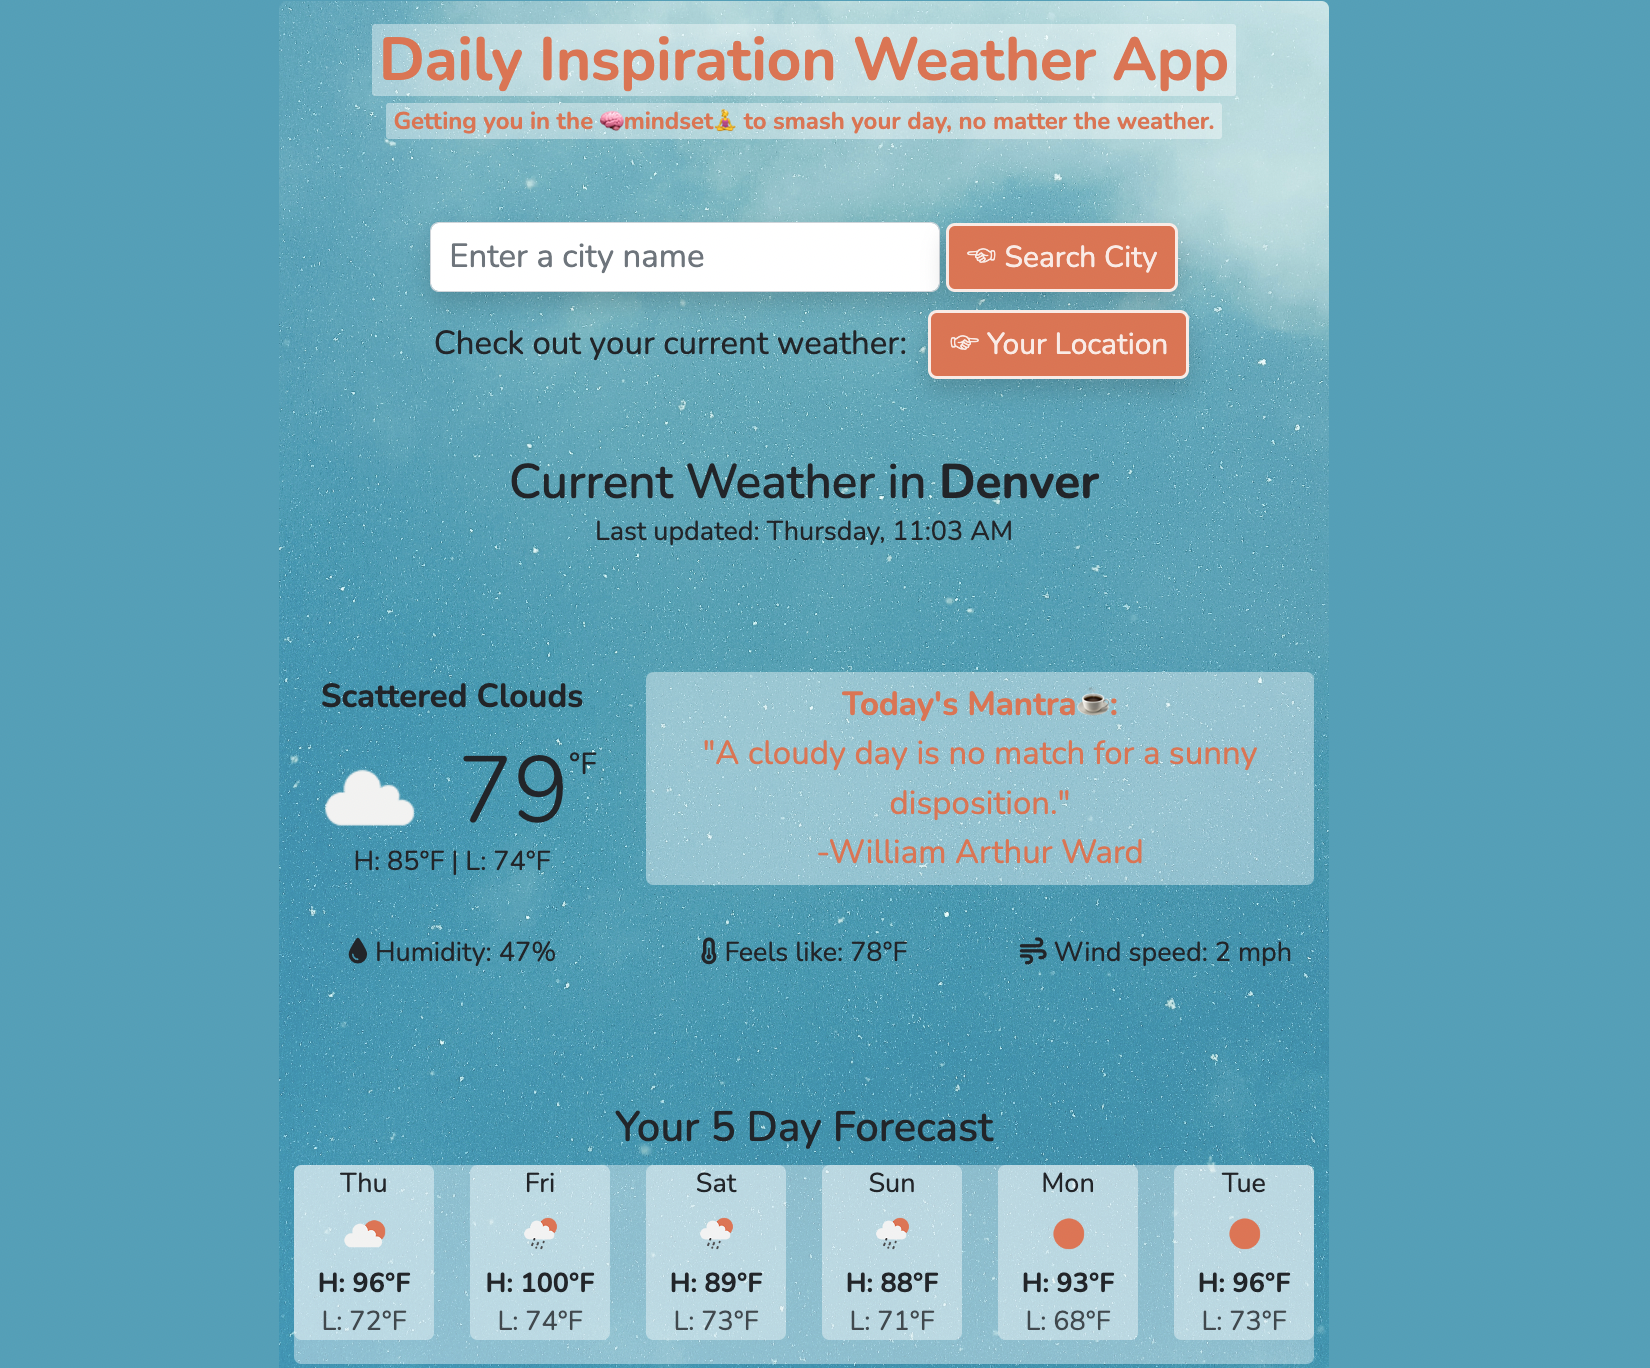 Daily Inspiration Weather App
Getting you in the 🧠mindset🧘 to smash your day, no matter the weather.
Enter a city name
☜ Search City
Check out your current weather:
☞ Your Location
Current Weather in Denver
Last updated: Thursday, 11:03 AM
Scattered Clouds
79 °F
H: 85°F | L: 74°F
Today's Mantra☕:
"A cloudy day is no match for a sunny
disposition."
-William Arthur Ward
Humidity: 47%
Feels like: 78°F
Wind speed: 2 mph
Your 5 Day Forecast
Thu
H: 96°F
L: 72°F
Fri
H: 100°F
L: 74°F
Sat
H: 89°F
L: 73°F
Sun
H: 88°F
L: 71°F
Mon
H: 93°F
L: 68°F
Tue
H: 96°F
L: 73°F